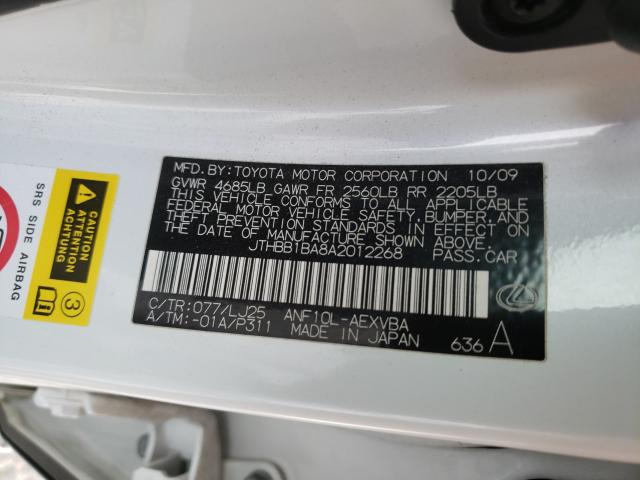 MFD. BY: TOYOTA MOTOR CORPORATION 10/09
GVWR 4685LB GAWR FR 2560LB RR 2205LB
THIS VEHICLE CONFORMS TO ALL APPLICABLE
FEDERAL MOTOR VEHICLE SAFETY, BUMPER, AND
THEFT PREVENTION STANDARDS IN EFFECT ON
THE DATE OF MANUFACTURE SHOWN ABOVE.
JTHBB1BA8A2012268 PASS.CAR
C/TR: 077/LJ25 ANF10L-AEXVBA
A/TM: -01A/P311 MADE IN JAPAN
636 A
SRS SIDE AIRBAG
CAUTION
ATTENTION
ACHTUNG
3